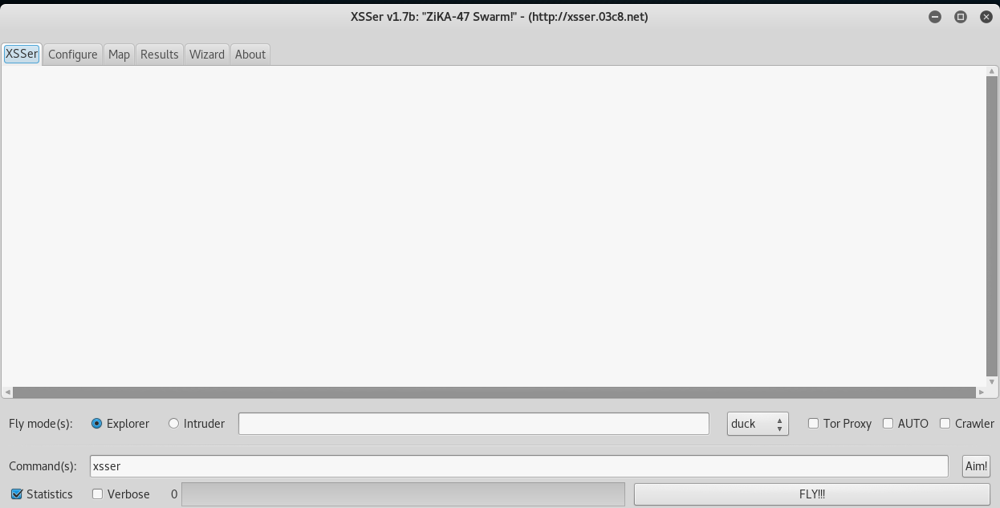 XSSer v1.7b: "ZiKA-47 Swarm!" - (http://xsser.03c8.net)
XSSer Configure Map Results Wizard About
Fly mode(s): Explorer Intruder duck Tor Proxy AUTO Crawler
Command(s): xsser Aim!
Statistics Verbose 0 FLY!!!